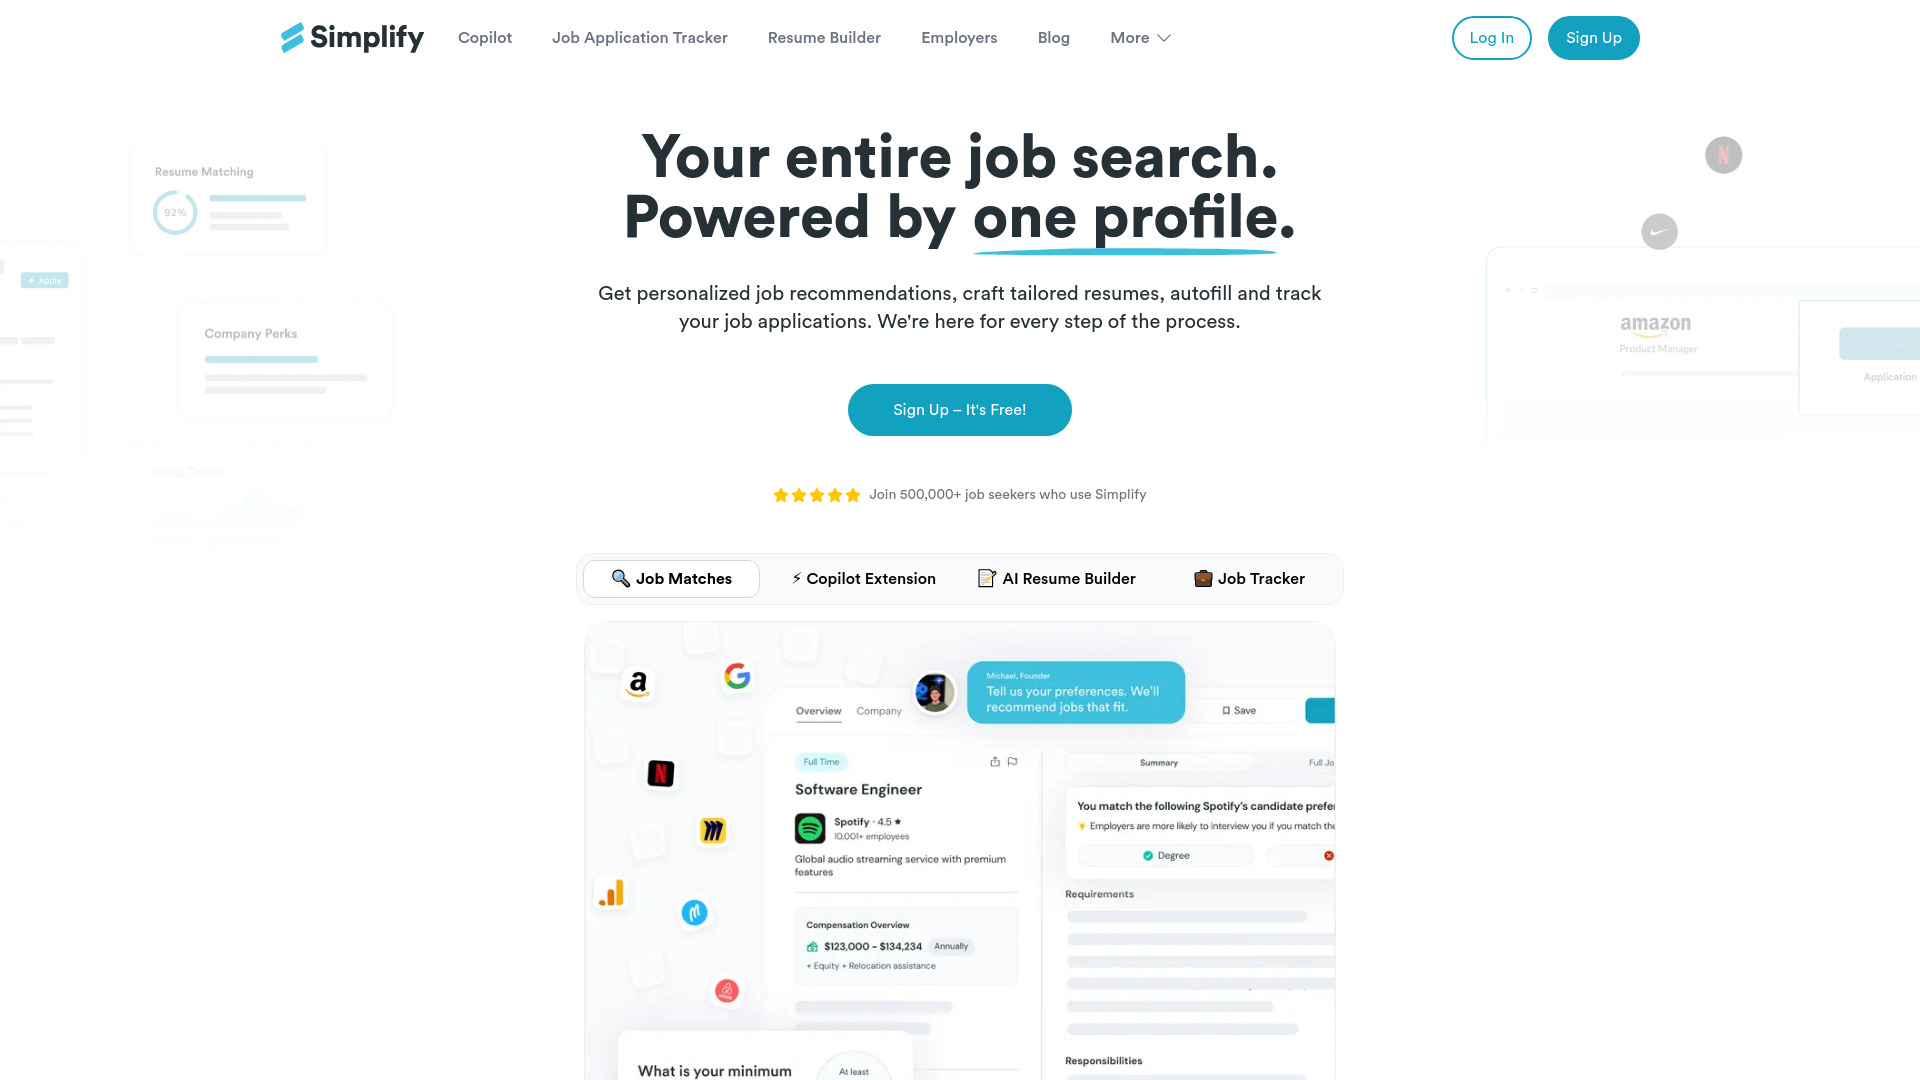 Simplify
Copilot
Job Application Tracker
Resume Builder
Employers
Blog
More
Log In
Sign Up
Your entire job search.
Powered by one profile.
Get personalized job recommendations, craft tailored resumes, autofill and track
your job applications. We're here for every step of the process.
Sign Up – It's Free!
Join 500,000+ job seekers who use Simplify
Resume Matching
92%
Apply
Company Perks
Hiring Trends
amazon
Product Manager
Application
🔍 Job Matches
⚡ Copilot Extension
📝 AI Resume Builder
💼 Job Tracker
Michael, Founder
Tell us your preferences. We'll
recommend jobs that fit.
Overview
Company
Save
Full Time
Software Engineer
Spotify · 4.5 ★
10,001+ employees
Global audio streaming service with premium
features
Compensation Overview
$123,000 - $134,234
Annually
+ Equity + Relocation assistance
What is your minimum
At least
Summary
Full Jo
You match the following Spotify's candidate prefer
Employers are more likely to interview you if you match the
Degree
Requirements
Responsibilities